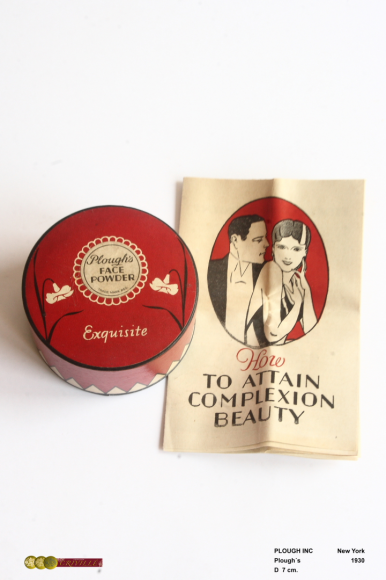 Plough's
FACE
POWDER
Exquisite
How
TO ATTAIN
COMPLEXION
BEAUTY
PLOUGH INC New York
Plough´s 1930
D 7 cm.